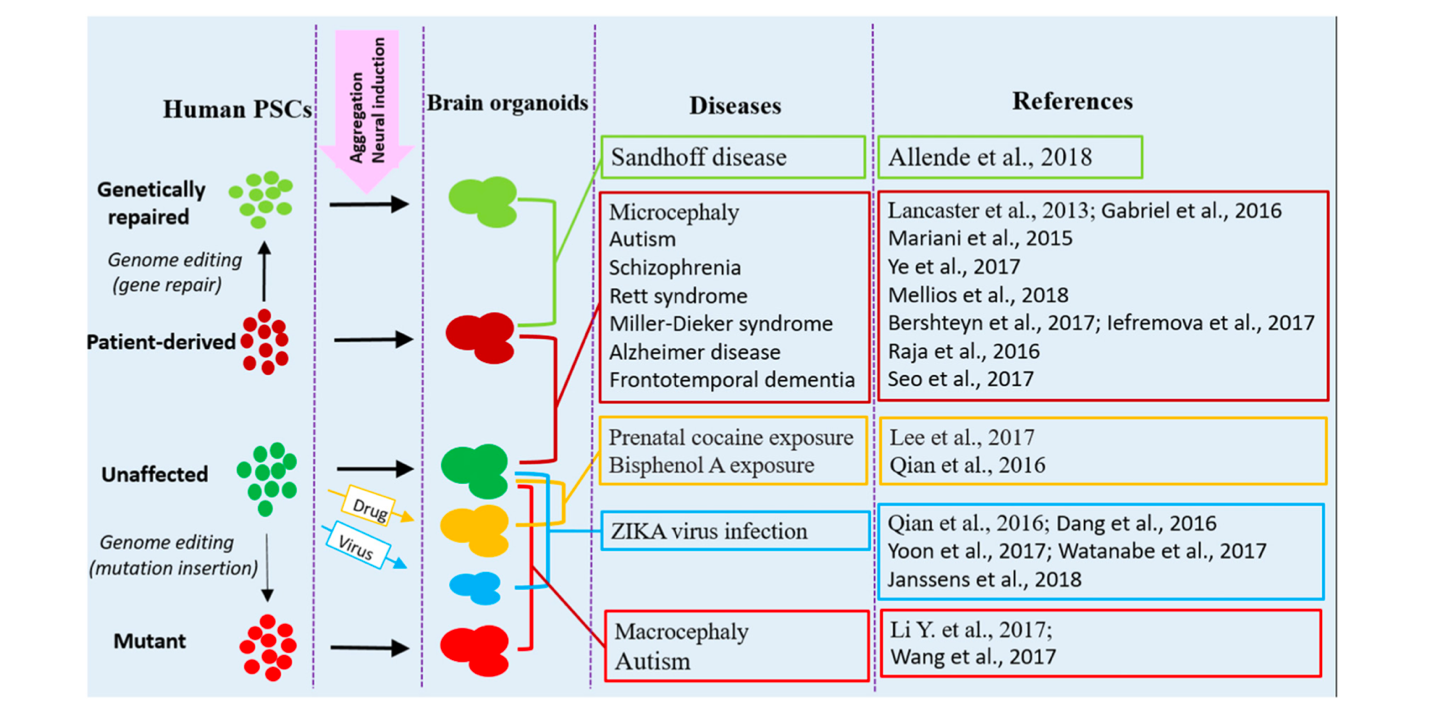 Human PSCs
Aggregation
Neural induction
Brain organoids
Diseases
References
Genetically
repaired
Genome editing
(gene repair)
Patient-derived
Unaffected
Genome editing
(mutation insertion)
Mutant
Drug
Virus
Sandhoff disease
Allende et al., 2018
Microcephaly
Autism
Schizophrenia
Rett syndrome
Miller-Dieker syndrome
Alzheimer disease
Frontotemporal dementia
Lancaster et al., 2013; Gabriel et al., 2016
Mariani et al., 2015
Ye et al., 2017
Mellios et al., 2018
Bershteyn et al., 2017; Iefremova et al., 2017
Raja et al., 2016
Seo et al., 2017
Prenatal cocaine exposure
Bisphenol A exposure
Lee et al., 2017
Qian et al., 2016
ZIKA virus infection
Qian et al., 2016; Dang et al., 2016
Yoon et al., 2017; Watanabe et al., 2017
Janssens et al., 2018
Macrocephaly
Autism
Li Y. et al., 2017;
Wang et al., 2017